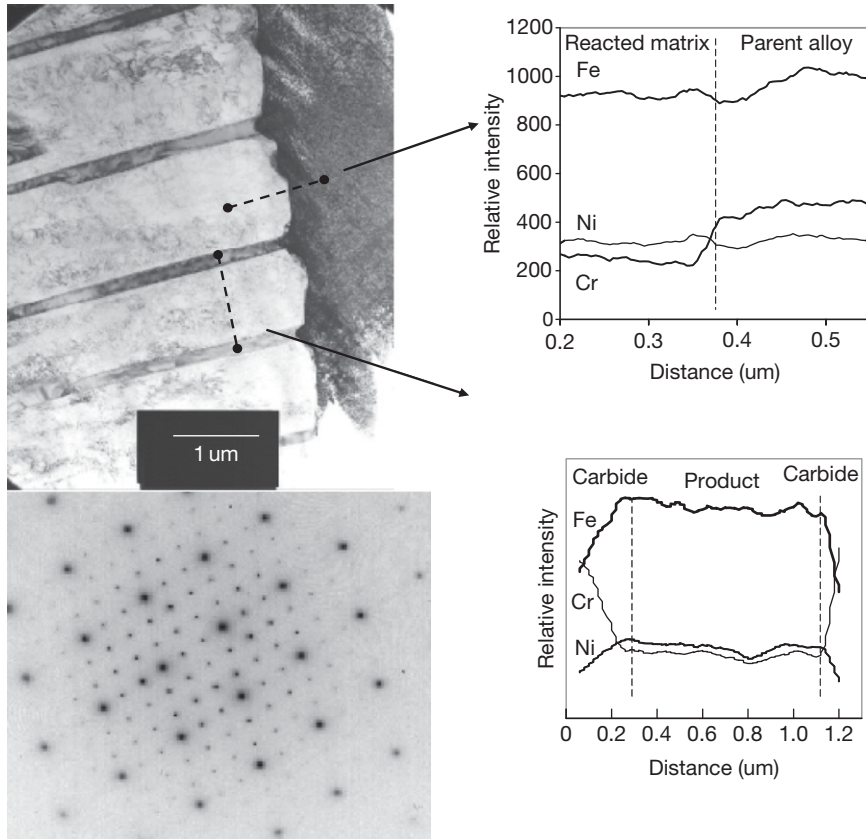 1 um
Reacted matrix Parent alloy
1200
Fe
1000
800
600
Ni
400
200
Cr
0
0.2 0.3 0.4 0.5
Distance (um)
Relative intensity
Carbide Product Carbide
Fe
Cr
Ni
0 0.2 0.4 0.6 0.8 1.0 1.2
Distance (um)
Relative intensity